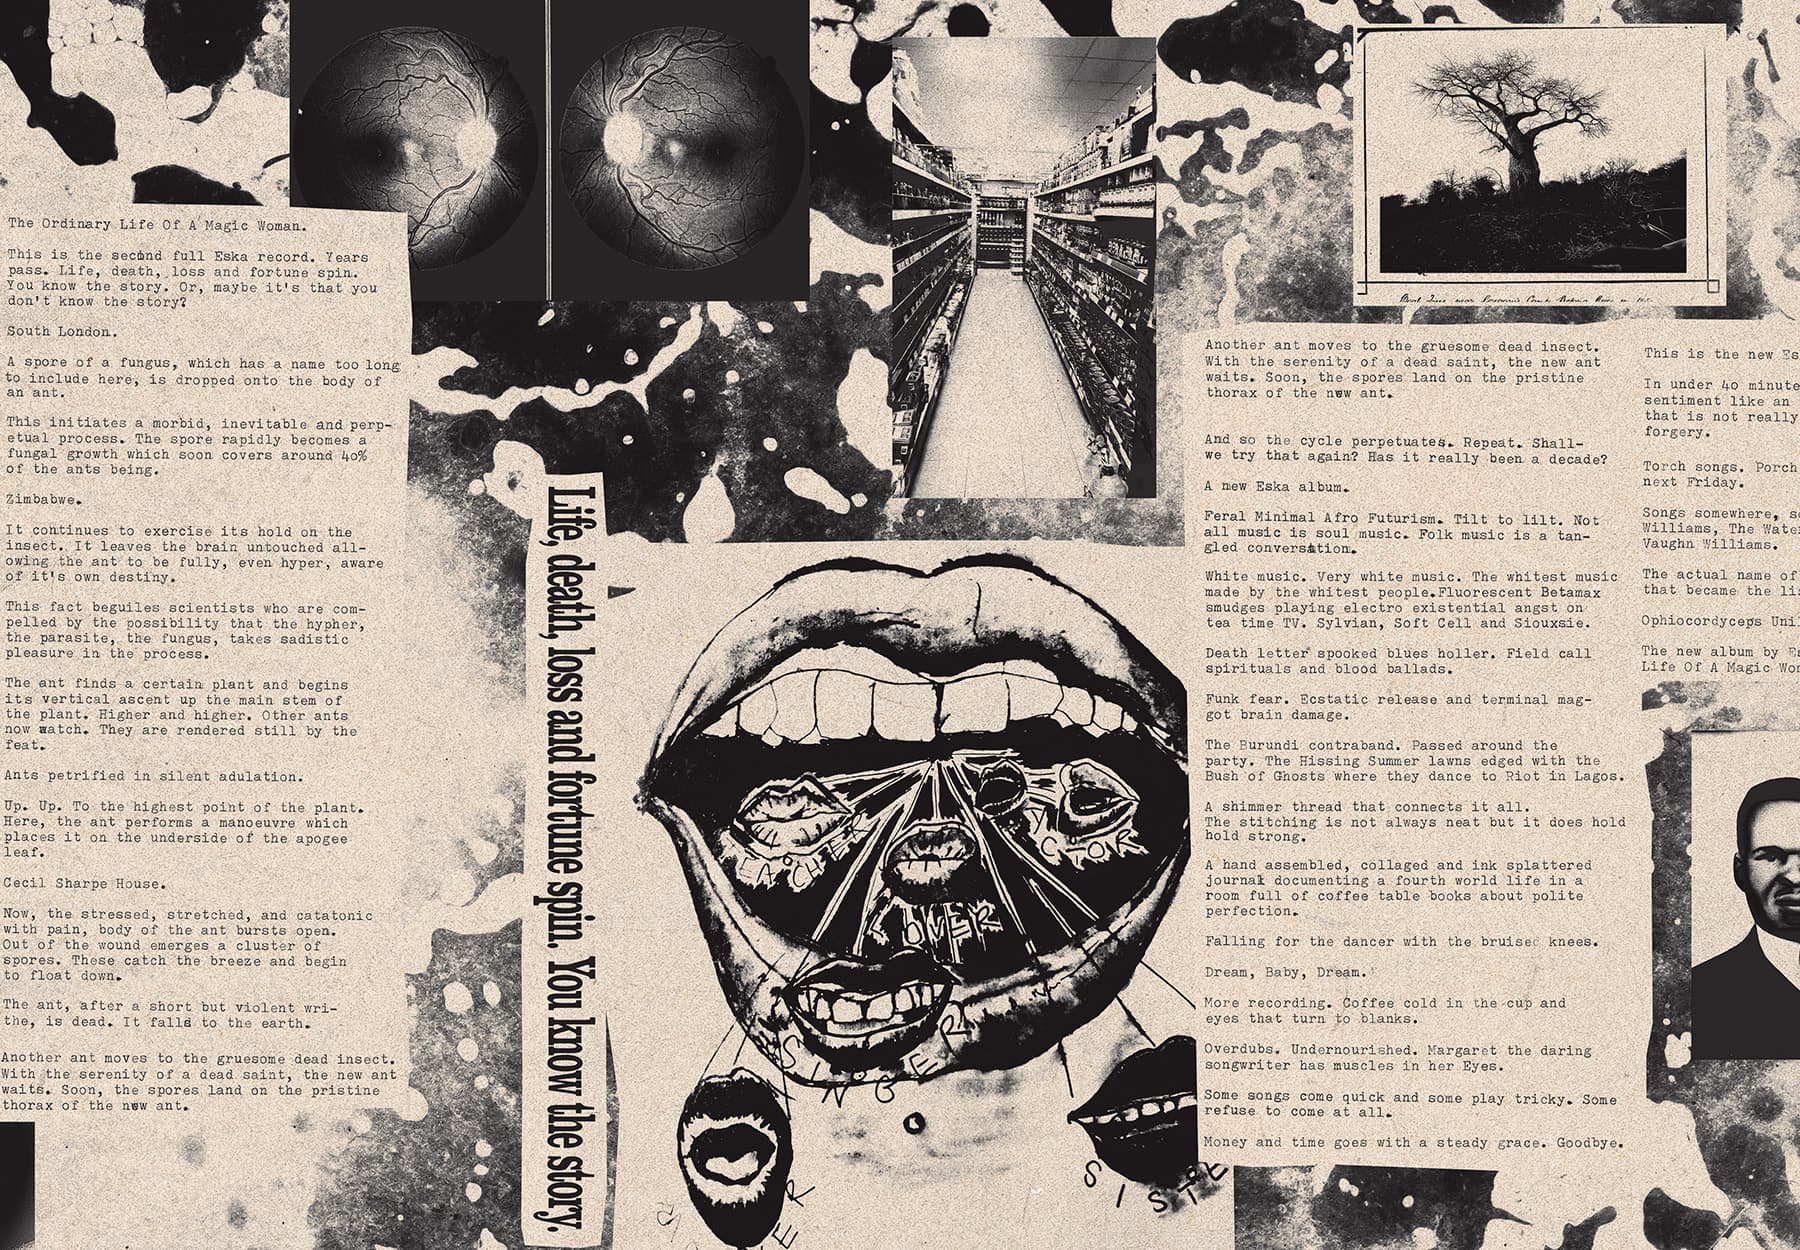 The Ordinary Life Of A Magic Woman.
This is the second full Eska record. Years
pass. Life, death, loss and fortune spin.
You know the story. Or, maybe it's that you
don't know the story?
South London.
A spore of a fungus, which has a name too long
to include here, is dropped onto the body of
an ant.
This initiates a morbid, inevitable and perp-
etual process. The spore rapidly becomes a
fungal growth which soon covers around 40%
of the ants being.
Zimbabwe.
It continues to exercise its hold on the
insect. It leaves the brain untouched all-
owing the ant to be fully, even hyper, aware
of it's own destiny.
This fact beguiles scientists who are com-
pelled by the possibility that the hypher,
the parasite, the fungus, takes sadistic
pleasure in the process.
The ant finds a certain plant and begins
its vertical ascent up the main stem of
the plant. Higher and higher. Other ants
now watch. They are rendered still by the
feat.
Ants petrified in silent adulation.
Up. Up. To the highest point of the plant.
Here, the ant performs a manoeuvre which
places it on the underside of the apogee
leaf.
Cecil Sharpe House.
Now, the stressed, stretched, and catatonic
with pain, body of the ant bursts open.
Out of the wound emerges a cluster of
spores. These catch the breeze and begin
to float down.
The ant, after a short but violent wri-
the, is dead. It falls to the earth.
Another ant moves to the gruesome dead insect.
With the serenity of a dead saint, the new ant
waits. Soon, the spores land on the pristine
thorax of the new ant.
Life, death, loss and fortune spin. You know the story.
TEACHER
ACTOR
LOVER
SINGER
SISTE
ER
Another ant moves to the gruesome dead insect.
With the serenity of a dead saint, the new ant
waits. Soon, the spores land on the pristine
thorax of the new ant.
And so the cycle perpetuates. Repeat. Shall-
we try that again? Has it really been a decade?
A new Eska album.
Feral Minimal Afro Futurism. Tilt to lilt. Not
all music is soul music. Folk music is a tan-
gled conversation.
White music. Very white music. The whitest music
made by the whitest people.Fluorescent Betamax
smudges playing electro existential angst on
tea time TV. Sylvian, Soft Cell and Siouxsie.
Death letter spooked blues holler. Field call
spirituals and blood ballads.
Funk fear. Ecstatic release and terminal mag-
got brain damage.
The Burundi contraband. Passed around the
party. The Hissing Summer lawns edged with the
Bush of Ghosts where they dance to Riot in Lagos.
A shimmer thread that connects it all.
The stitching is not always neat but it does hold
hold strong.
A hand assembled, collaged and ink splattered
journal documenting a fourth world life in a
room full of coffee table books about polite
perfection.
Falling for the dancer with the bruised knees.
Dream, Baby, Dream.
More recording. Coffee cold in the cup and
eyes that turn to blanks.
Overdubs. Undernourished. Margaret the daring
songwriter has muscles in her Eyes.
Some songs come quick and some play tricky. Some
refuse to come at all.
Money and time goes with a steady grace. Goodbye.
This is the new Es
In under 40 minute
sentiment like an
that is not really
forgery.
Torch songs. Porch
next Friday.
Songs somewhere, so
Williams, The Water
Vaughn Williams.
The actual name of
that became the li
Ophiocordyceps Unil
The new album by Es
Life Of A Magic Wom